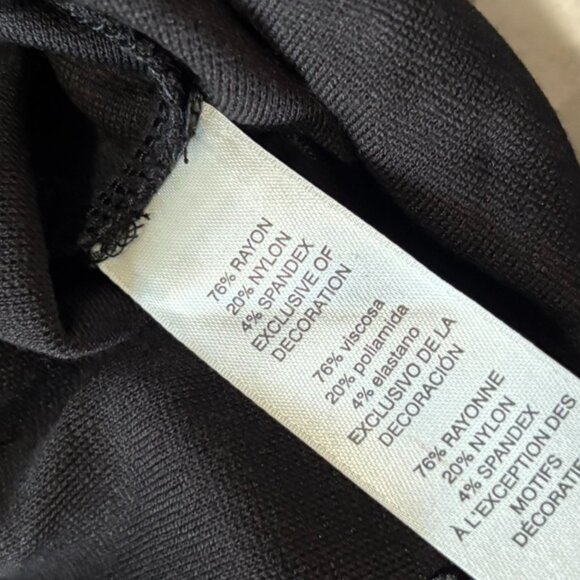 76% RAYON
20% NYLON
4% SPANDEX
EXCLUSIVE OF
DECORATION
76% viscosa
20% poliamida
4% elastano
EXCLUSIVO DE LA
DECORACIÓN
76% RAYONNE
20% NYLON
4% SPANDEX
À L'EXCEPTION DES
MOTIFS